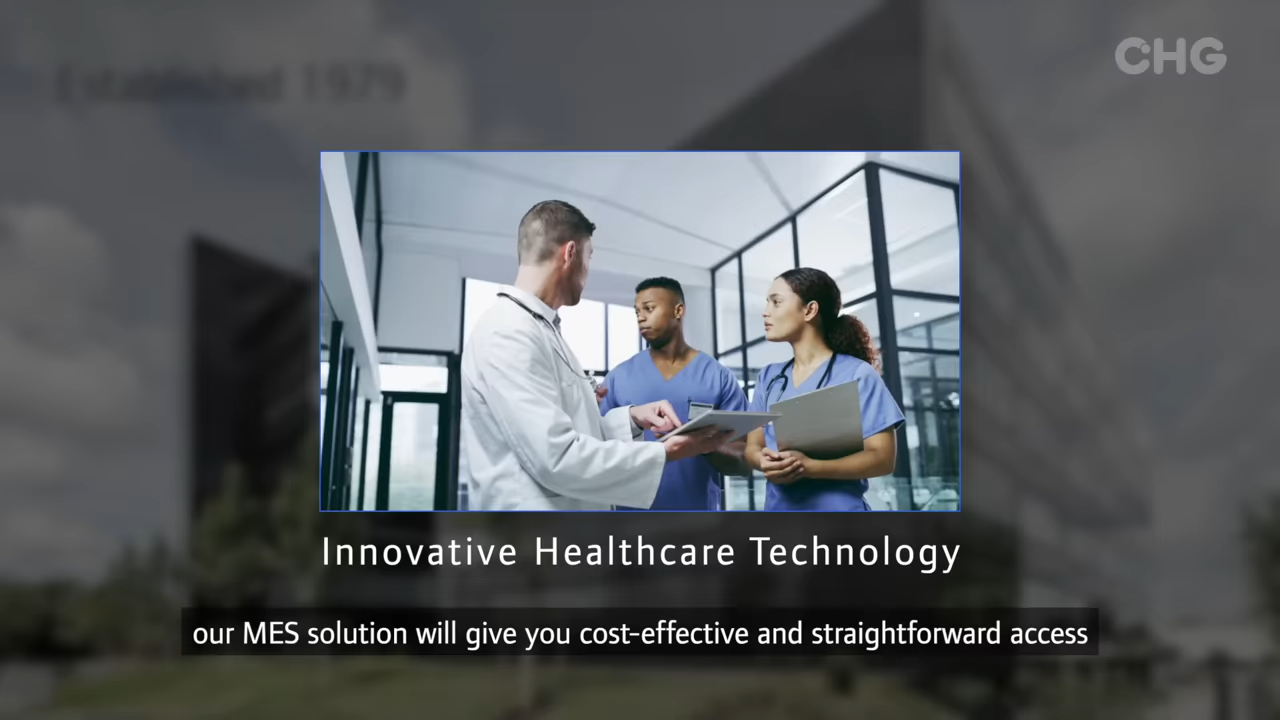 CHG
Established 1979
Innovative Healthcare Technology
our MES solution will give you cost-effective and straightforward access